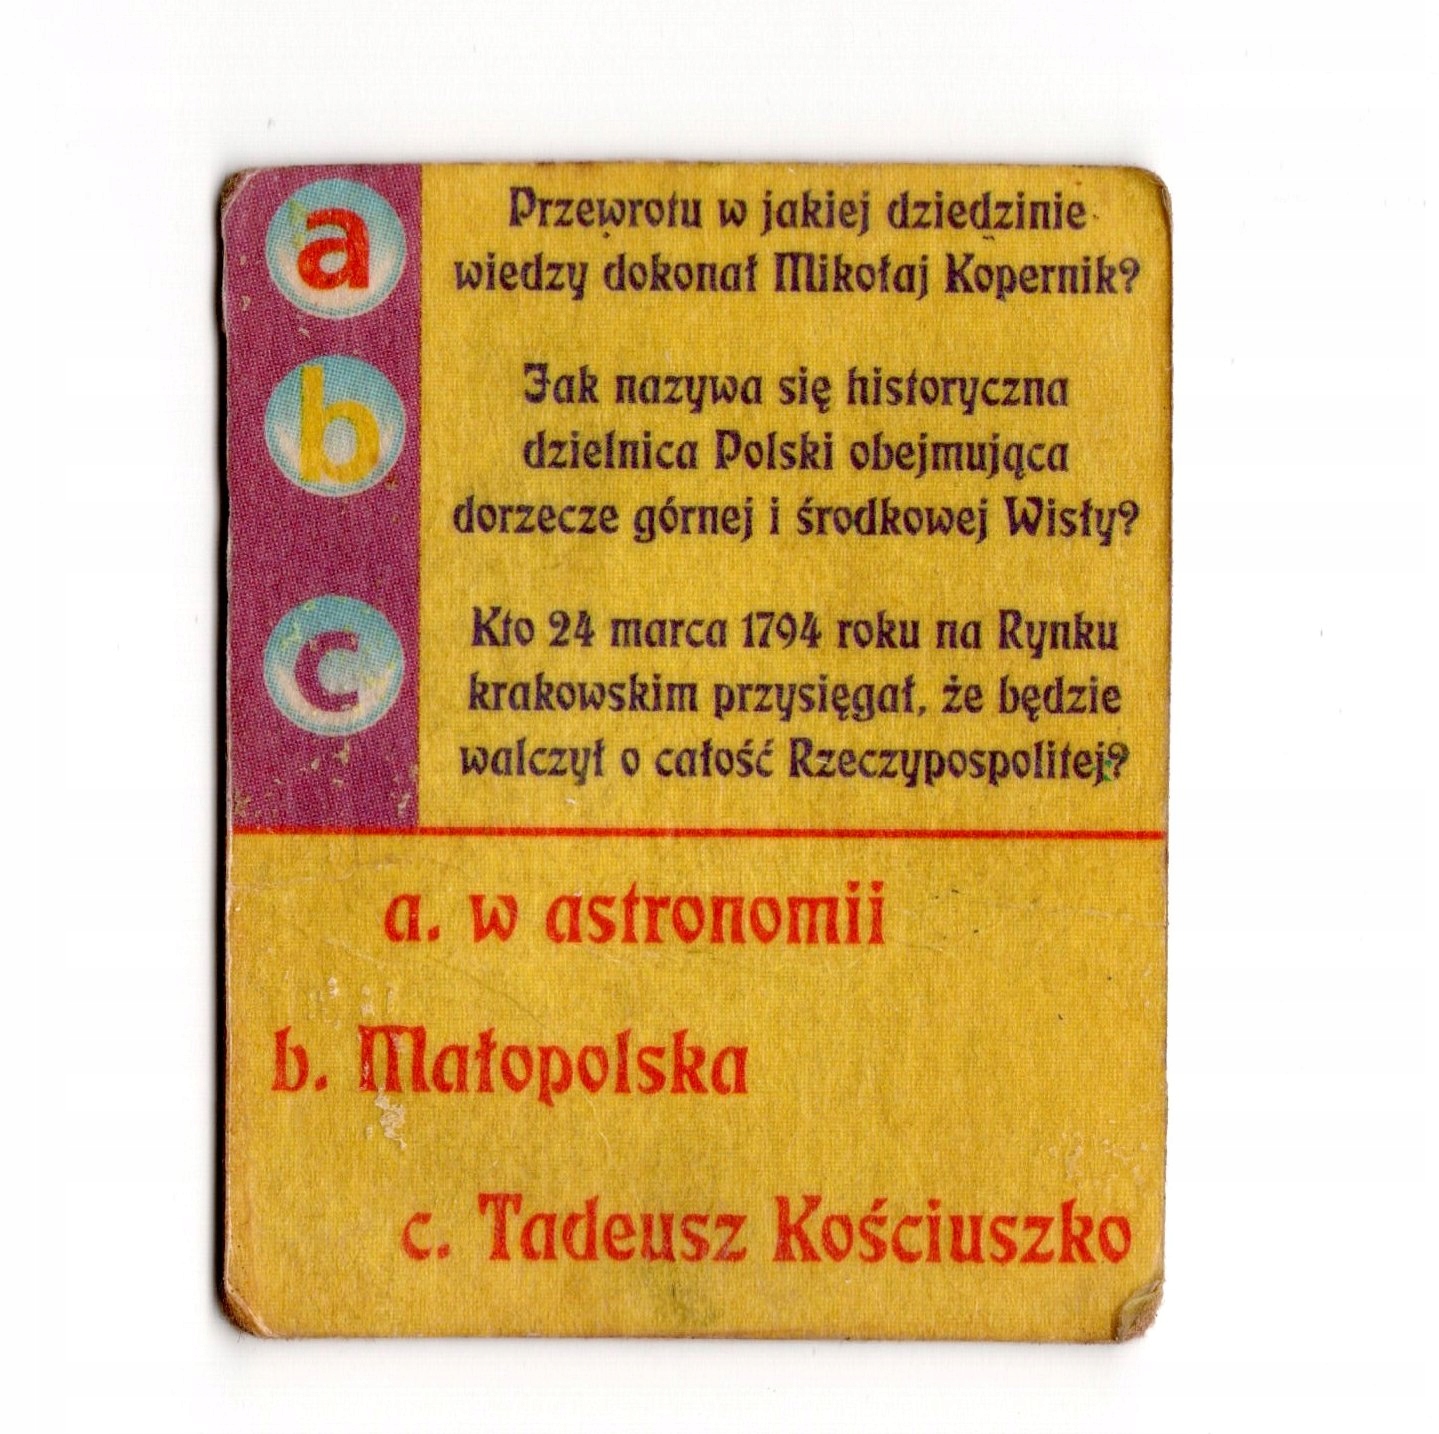 a
Przewrotu w jakiej dziedzinie
wiedzy dokonał Mikołaj Kopernik?
b
Jak nazywa się historyczna
dzielnica Polski obejmująca
dorzecze górnej i środkowej Wisły?
c
Kto 24 marca 1794 roku na Rynku
krakowskim przysięgał, że będzie
walczył o całość Rzeczypospolitej?
a. w astronomii
b. Małopolska
c. Tadeusz Kościuszko